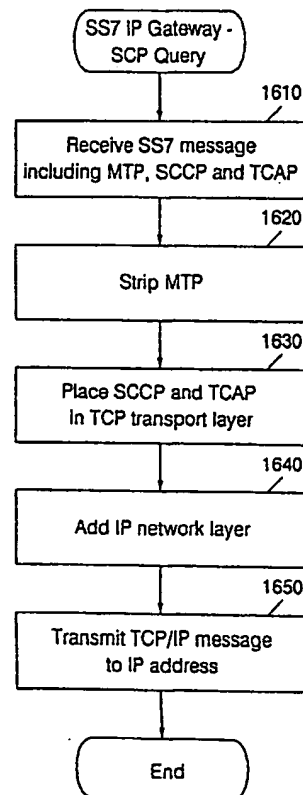 SS7 IP Gateway -
SCP Query
1610
Receive SS7 message
including MTP, SCCP and TCAP
1620
Strip MTP
1630
Place SCCP and TCAP
in TCP transport layer
1640
Add IP network layer
1650
Transmit TCP/IP message
to IP address
End